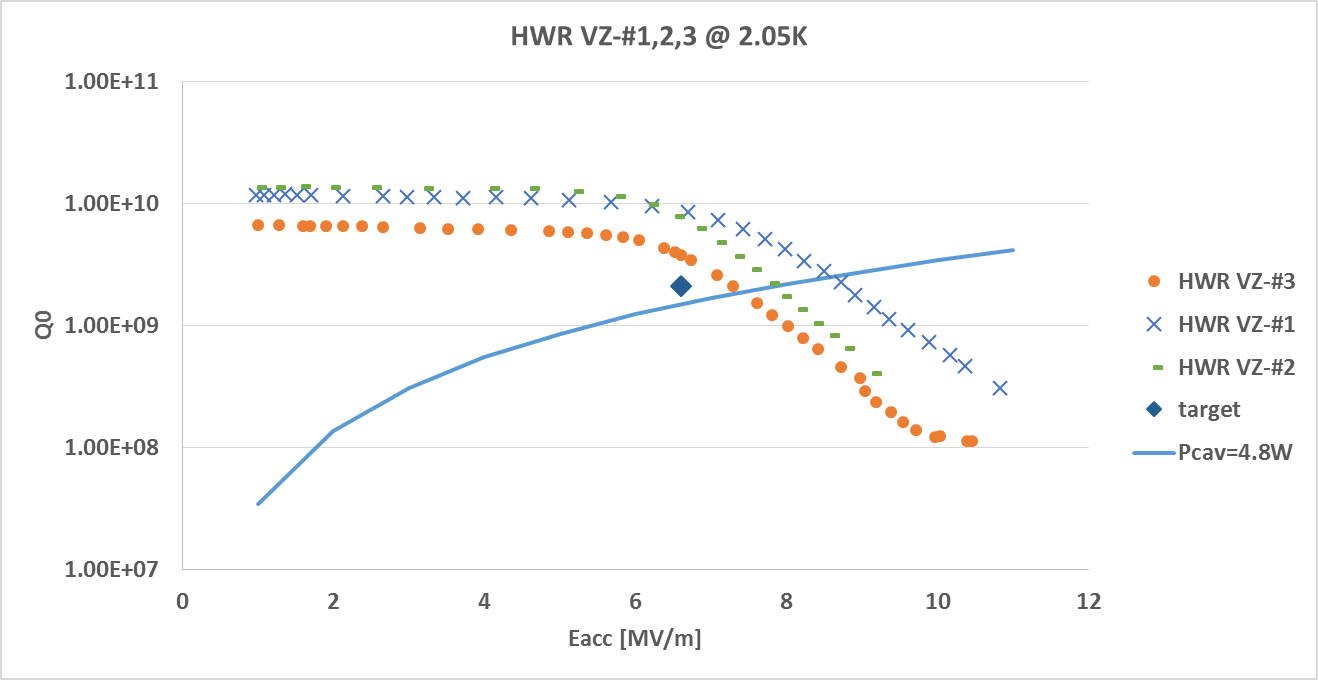 HWR VZ-#1,2,3 @ 2.05K
1.00E+11
1.00E+10
1.00E+09
1.00E+08
1.00E+07
Q0
0
2
4
6
8
10
12
Eacc [MV/m]
HWR VZ-#3
HWR VZ-#1
HWR VZ-#2
target
Pcav=4.8W